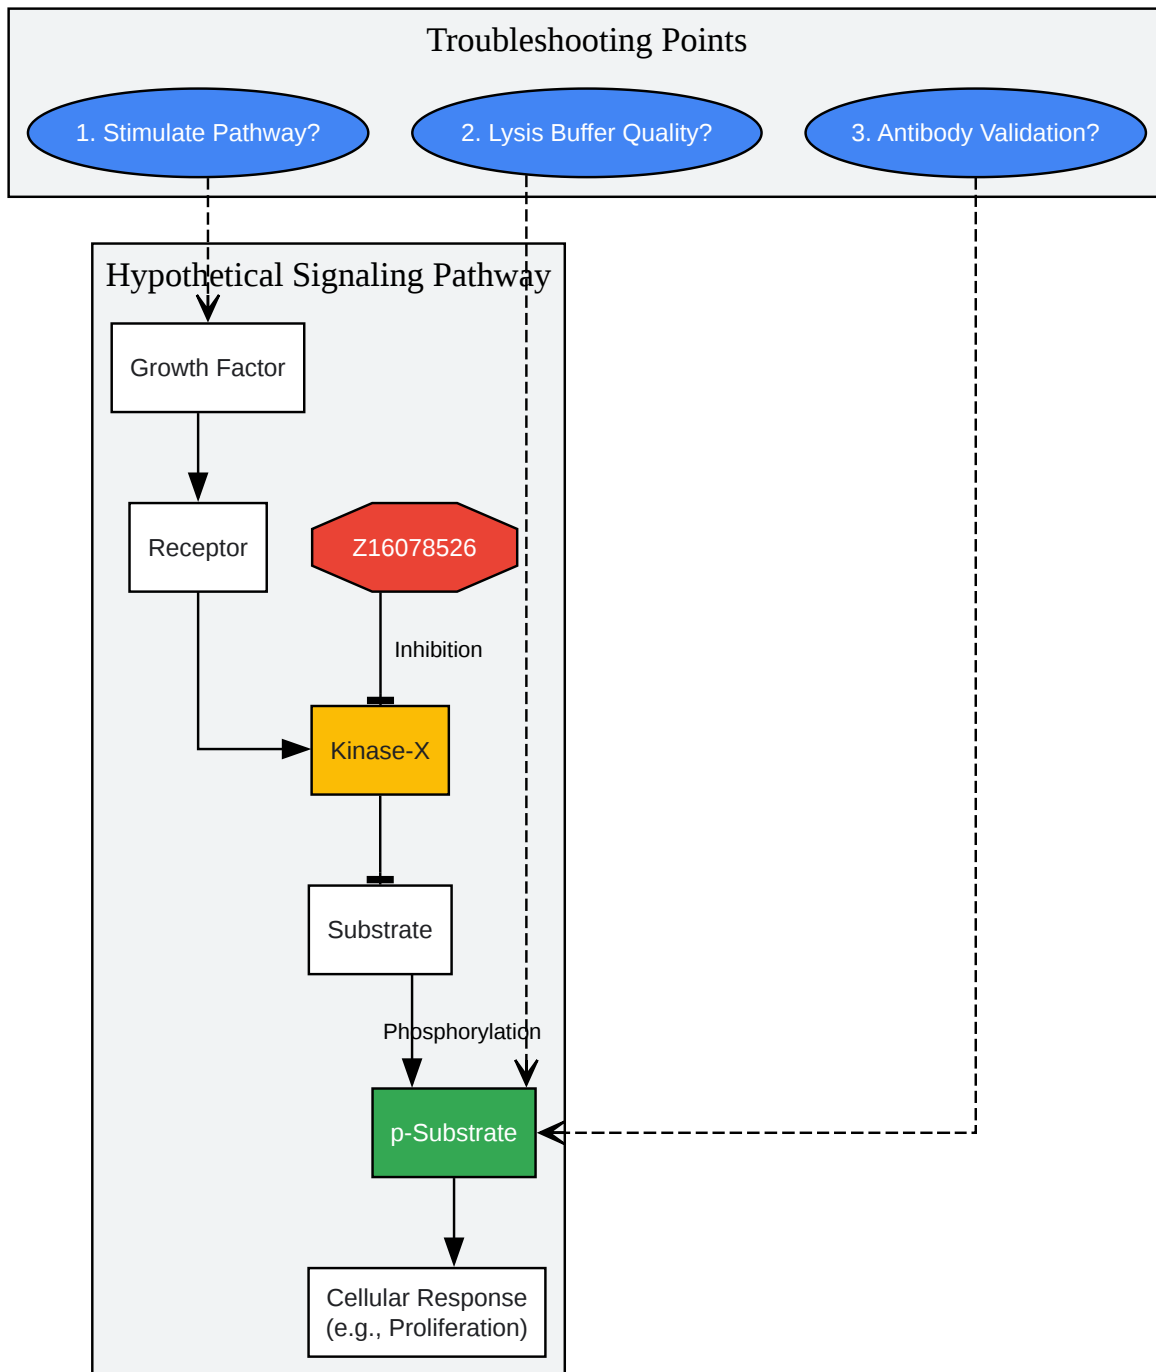 Troubleshooting Points
1. Stimulate Pathway?
2. Lysis Buffer Quality?
3. Antibody Validation?
Hypothetical Signaling Pathway
Growth Factor
Receptor
Z16078526
Inhibition
Kinase-X
Substrate
Phosphorylation
p-Substrate
Cellular Response
(e.g., Proliferation)